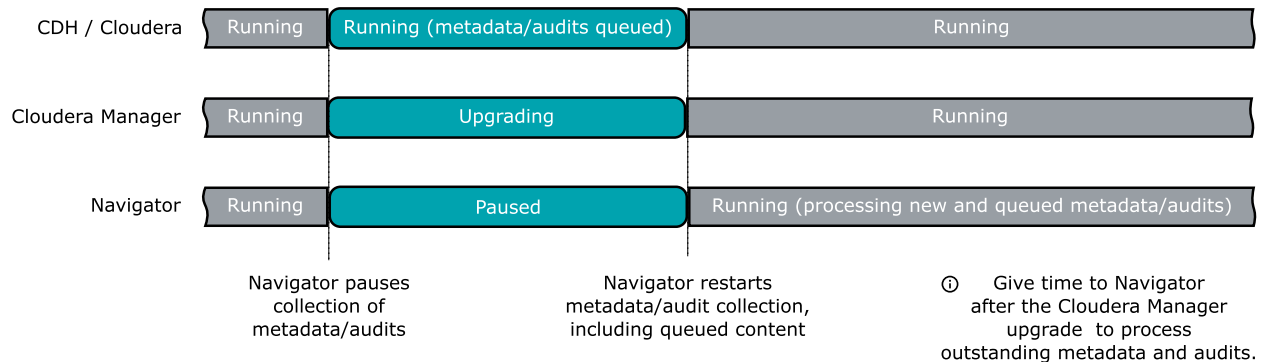 CDH / Cloudera Running Running (metadata/audits queued) Running
Cloudera Manager Running Upgrading Running
Navigator Running Paused Running (processing new and queued metadata/audits)
Navigator pauses
collection of
metadata/audits
Navigator restarts
metadata/audit collection,
including queued content
Give time to Navigator
after the Cloudera Manager
upgrade to process
outstanding metadata and audits.